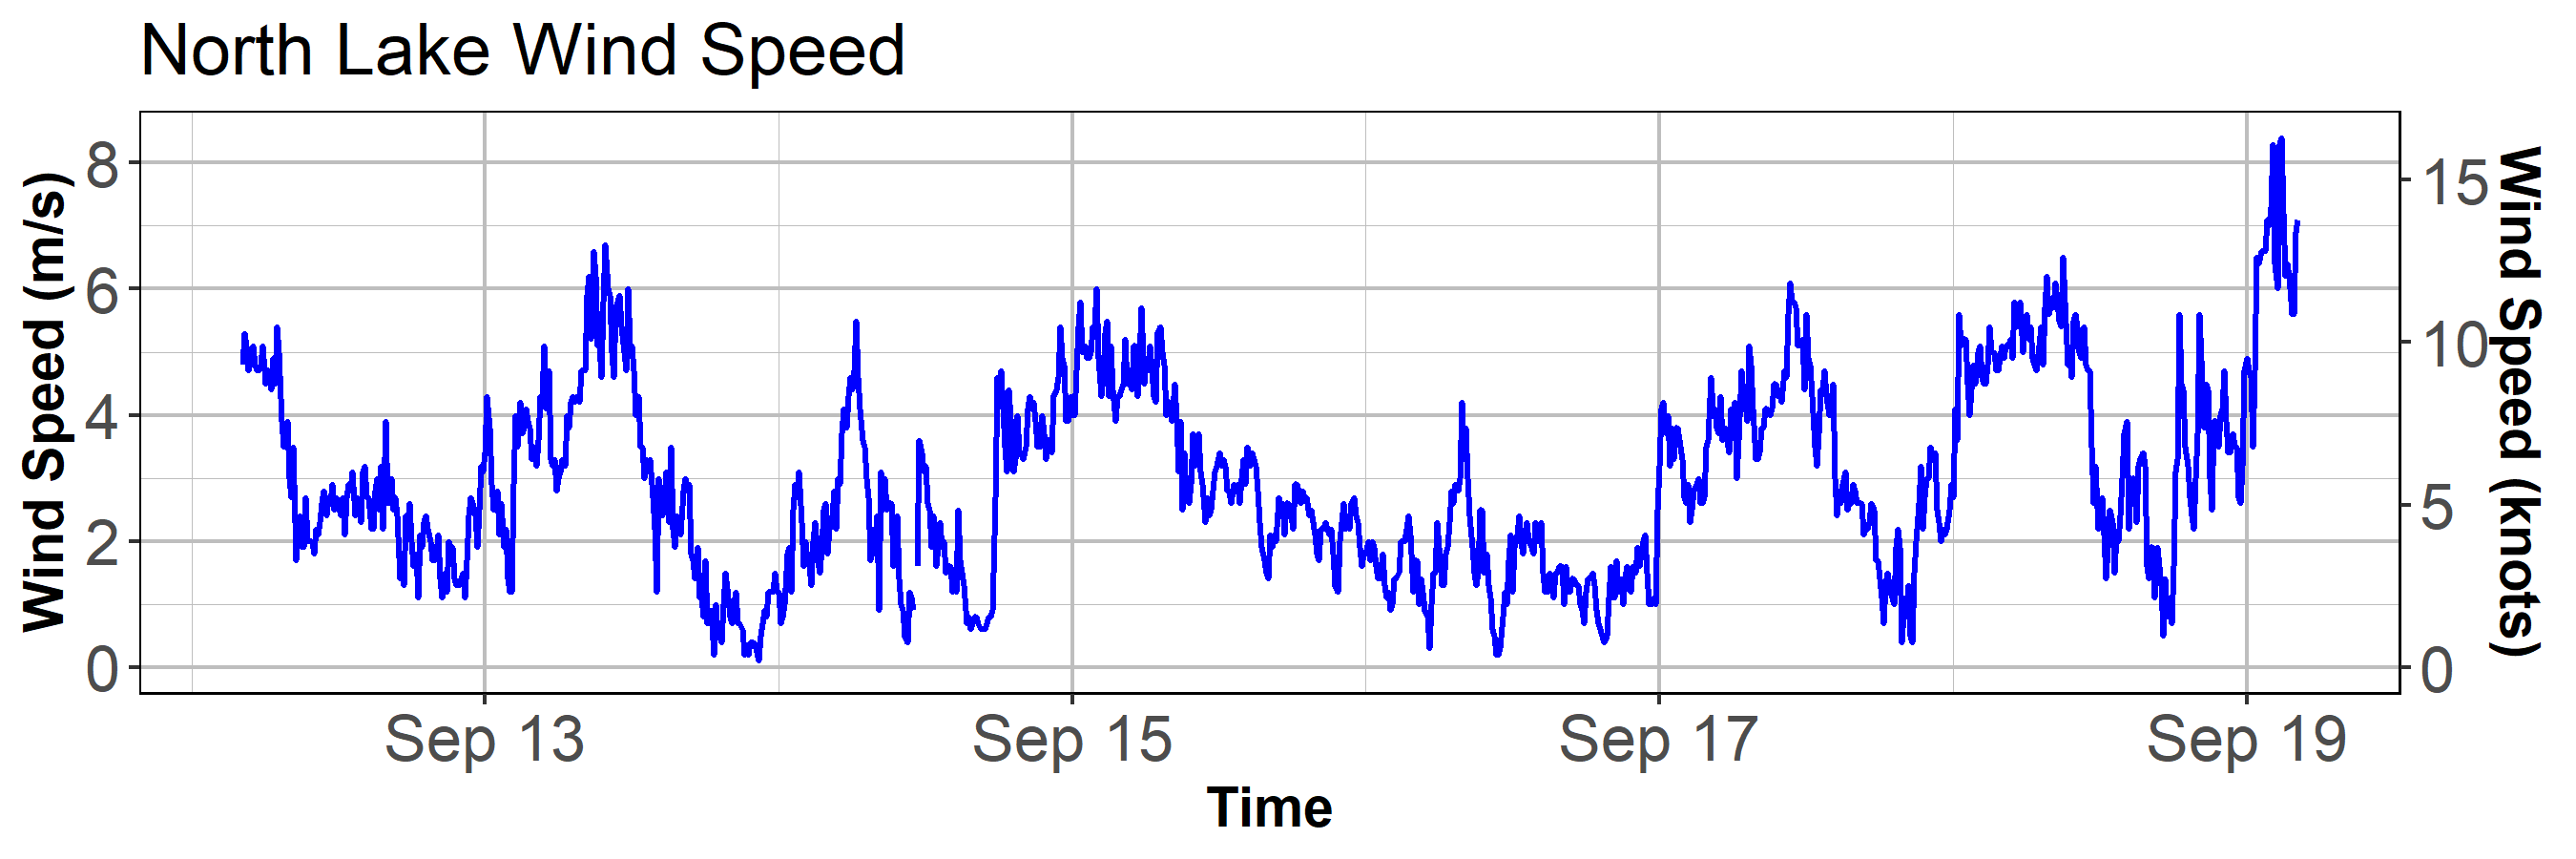 North Lake Wind Speed
Wind Speed (m/s)
8
6
4
2
0
15
10
5
0
Wind Speed (knots)
Sep 13
Sep 15
Sep 17
Sep 19
Time